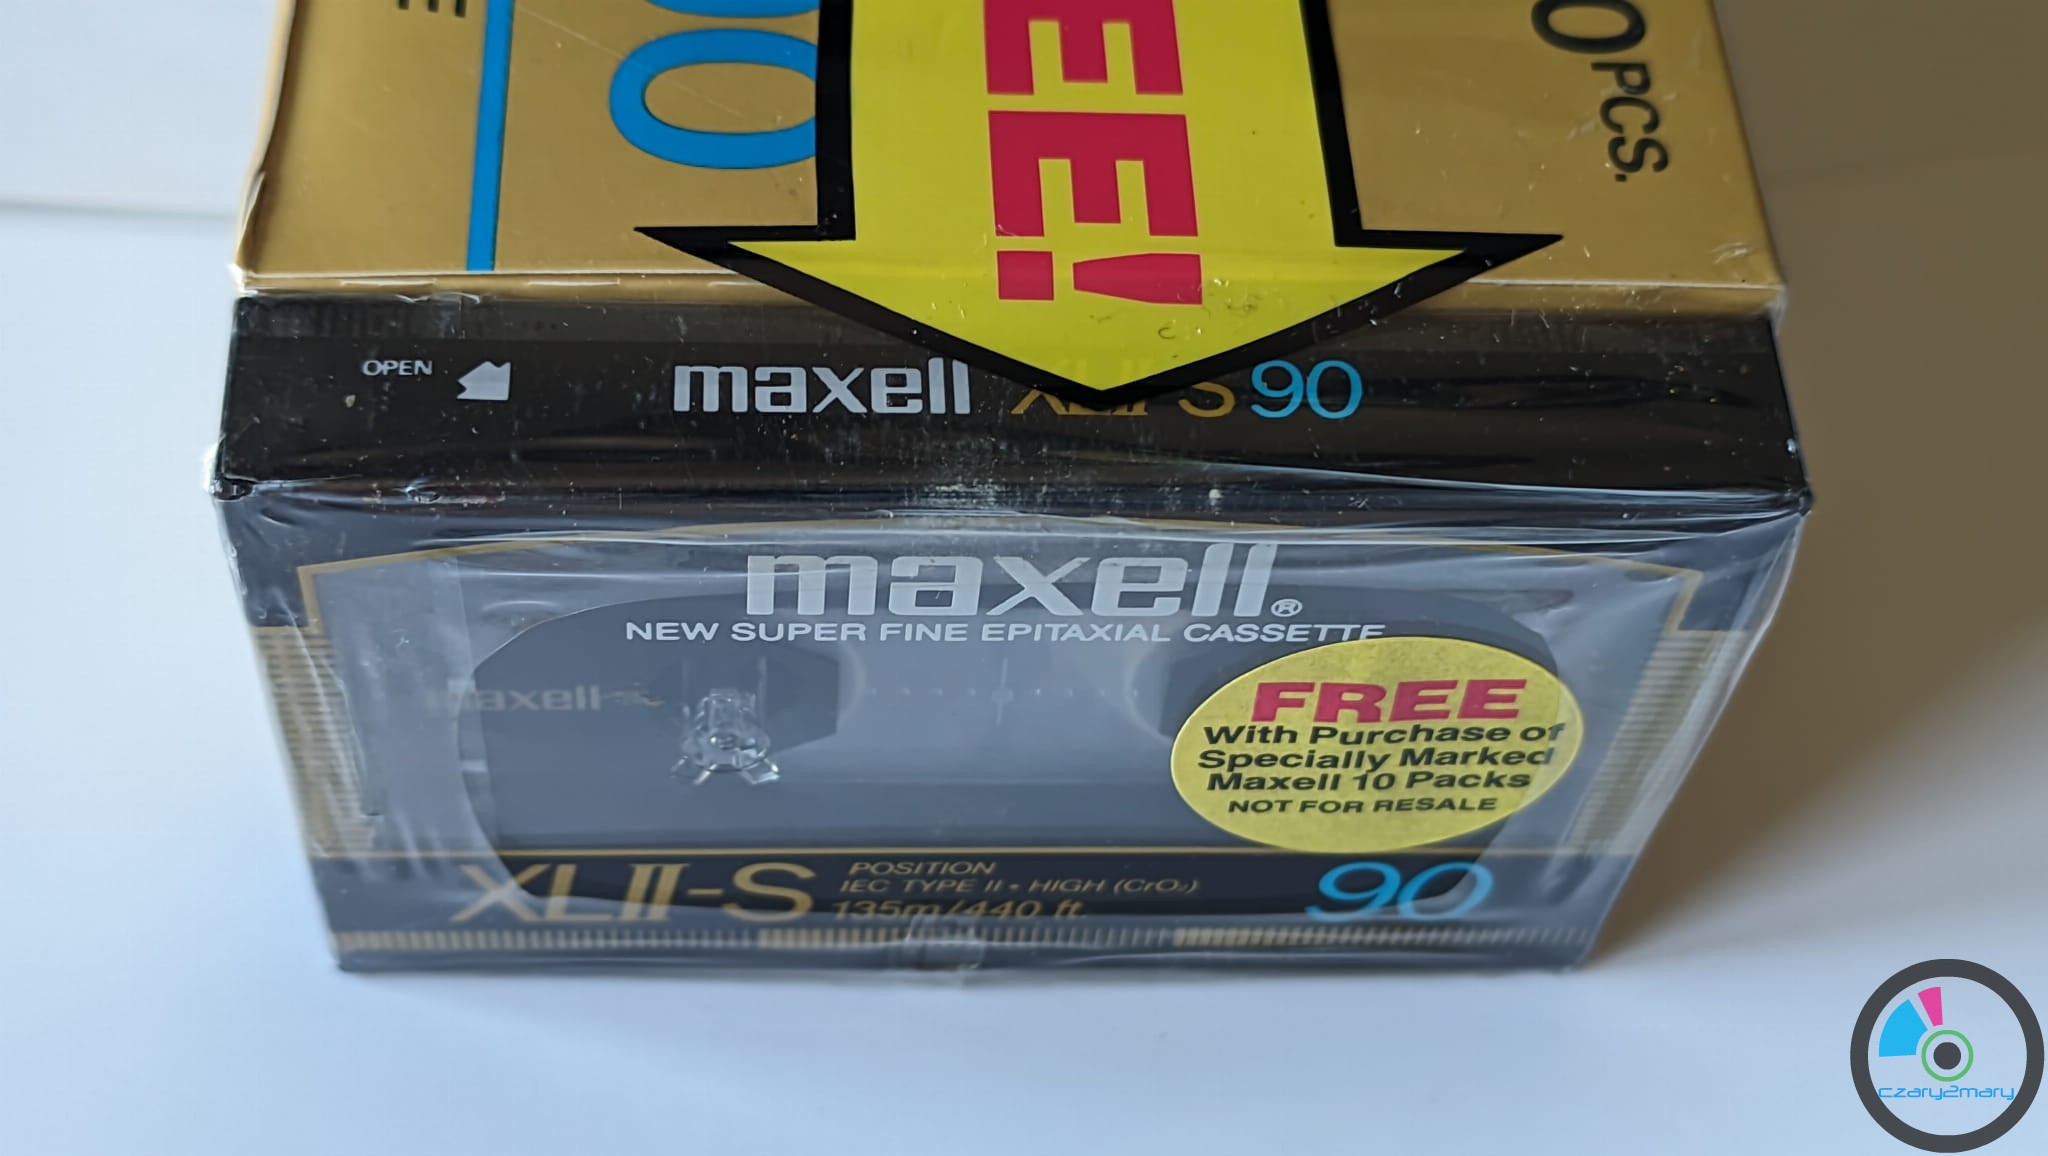 EE!
0 PCS.
OPEN
maxell XLII-S 90
maxell®
NEW SUPER FINE EPITAXIAL CASSETTE
maxell
FREE
With Purchase of
Specially Marked
Maxell 10 Packs
NOT FOR RESALE
XLII-S
POSITION
IEC TYPE II • HIGH (CrO₂)
135m/440 ft.
90
czary2mary